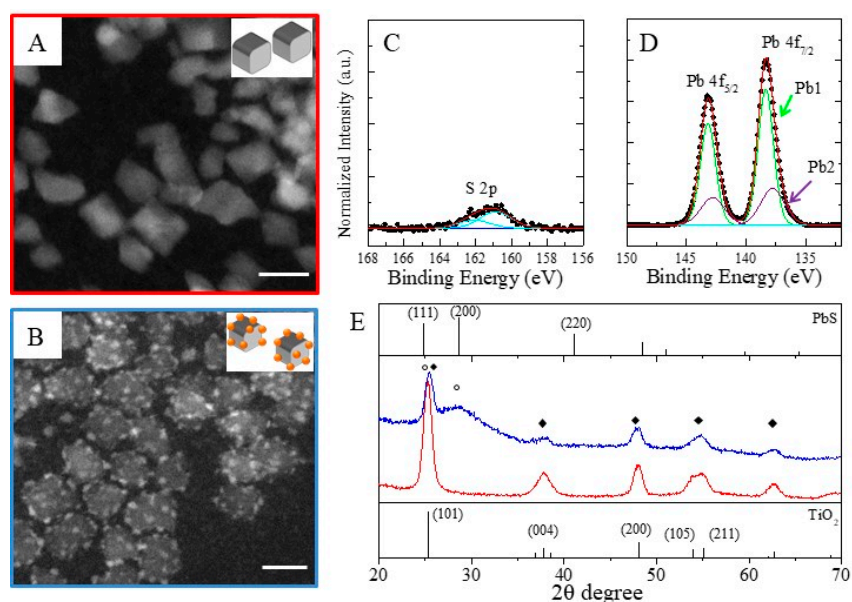 A
B
C
S 2p
Normalized Intensity (a.u.)
168 166 164 162 160 158 156
Binding Energy (eV)
D
Pb 4f7/2
Pb 4f5/2
Pb1
Pb2
150 145 140 135
Binding Energy (eV)
E
(111) (200) (220) PbS
(101) (004) (200) (105) (211) TiO2
20 30 40 50 60 70
2θ degree